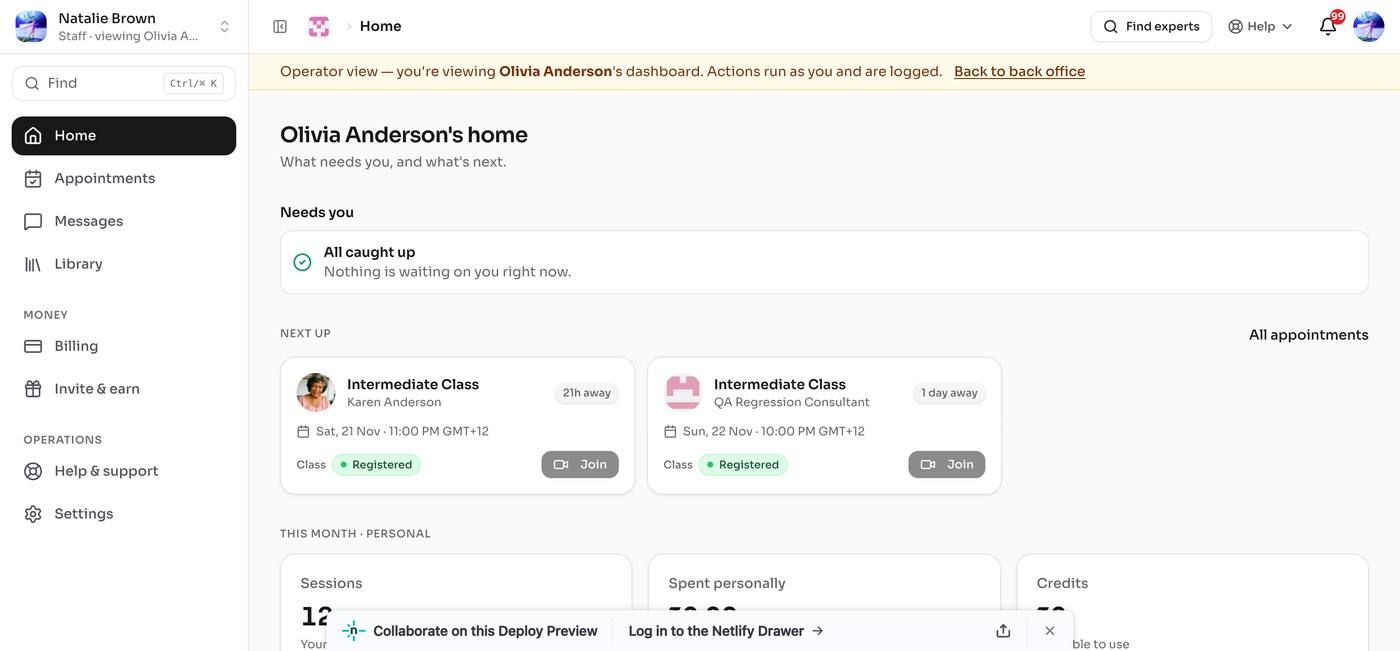 Natalie Brown
Staff · viewing Olivia A...
Find
Ctrl/⌘ K
Home
Appointments
Messages
Library
MONEY
Billing
Invite & earn
OPERATIONS
Help & support
Settings
Home
Find experts
Help
99
Operator view — you're viewing Olivia Anderson's dashboard. Actions run as you and are logged. Back to back office
Olivia Anderson's home
What needs you, and what's next.
Needs you
All caught up
Nothing is waiting on you right now.
NEXT UP
All appointments
Intermediate Class
Karen Anderson
21h away
Sat, 21 Nov · 11:00 PM GMT+12
Class
Registered
Join
Intermediate Class
QA Regression Consultant
1 day away
Sun, 22 Nov · 10:00 PM GMT+12
Class
Registered
Join
THIS MONTH · PERSONAL
Sessions
12
Your
Spent personally
Credits
to use
Collaborate on this Deploy Preview
Log in to the Netlify Drawer →